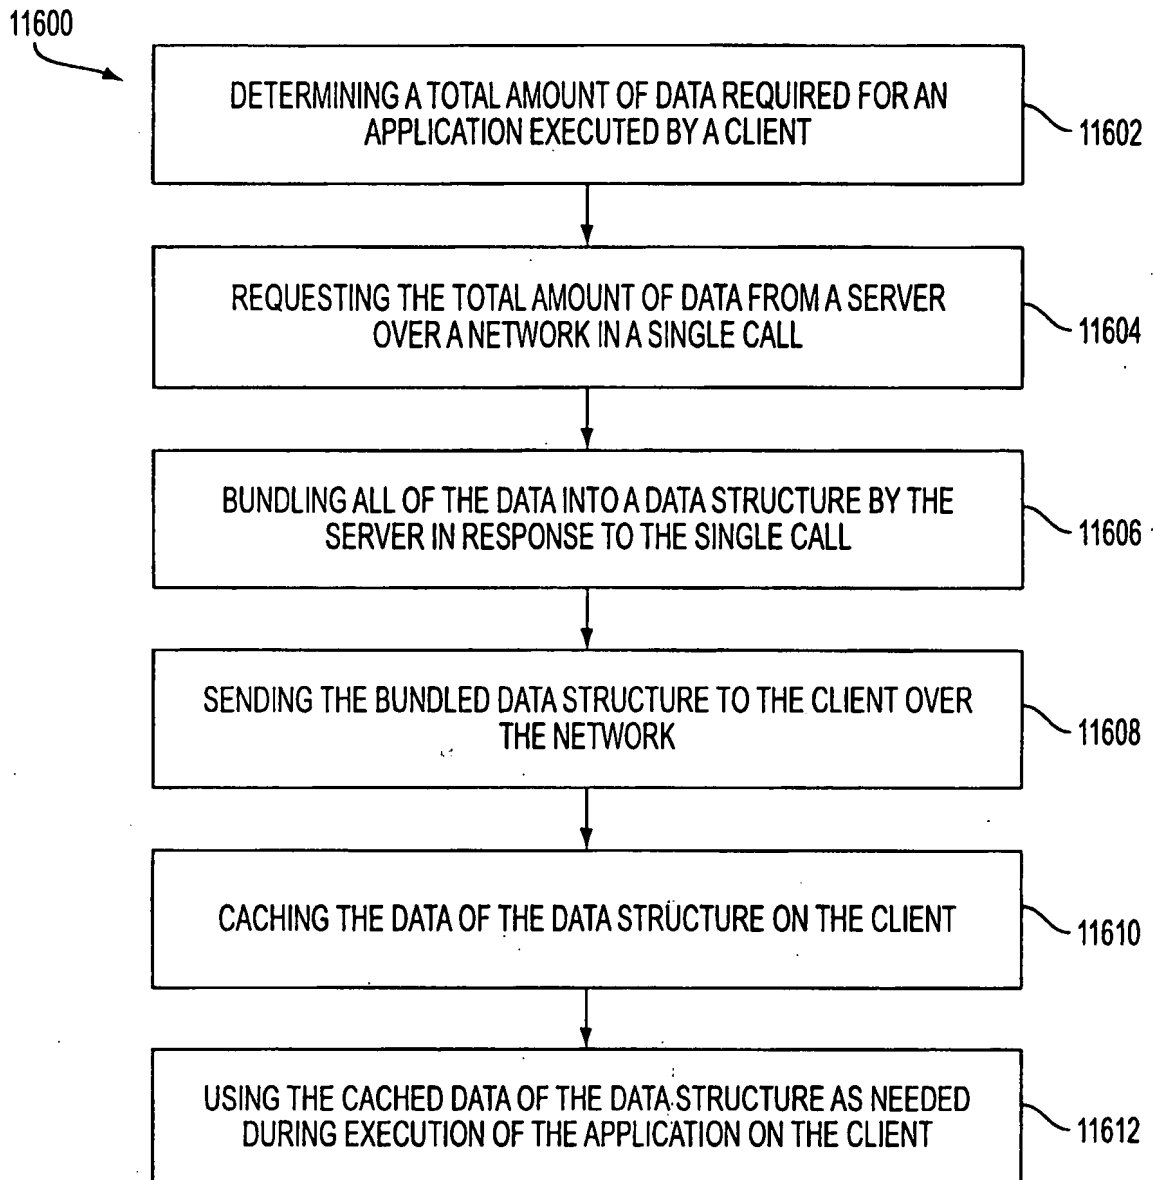 11600
DETERMINING A TOTAL AMOUNT OF DATA REQUIRED FOR AN
APPLICATION EXECUTED BY A CLIENT
11602
REQUESTING THE TOTAL AMOUNT OF DATA FROM A SERVER
OVER A NETWORK IN A SINGLE CALL
11604
BUNDLING ALL OF THE DATA INTO A DATA STRUCTURE BY THE
SERVER IN RESPONSE TO THE SINGLE CALL
11606
SENDING THE BUNDLED DATA STRUCTURE TO THE CLIENT OVER
THE NETWORK
11608
CACHING THE DATA OF THE DATA STRUCTURE ON THE CLIENT
11610
USING THE CACHED DATA OF THE DATA STRUCTURE AS NEEDED
DURING EXECUTION OF THE APPLICATION ON THE CLIENT
11612